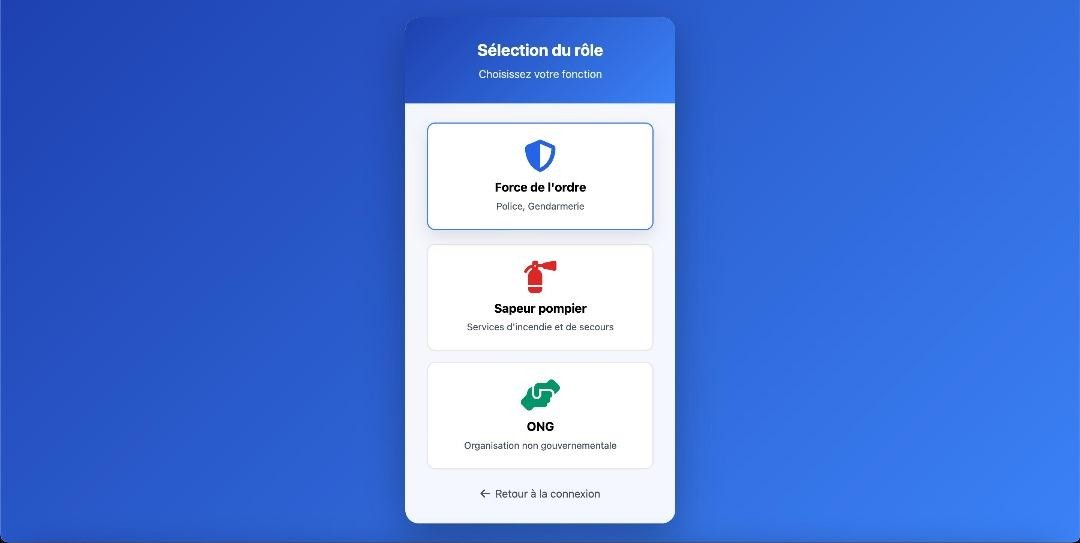 Sélection du rôle
Choisissez votre fonction
Force de l'ordre
Police, Gendarmerie
Sapeur pompier
Services d'incendie et de secours
ONG
Organisation non gouvernementale
← Retour à la connexion